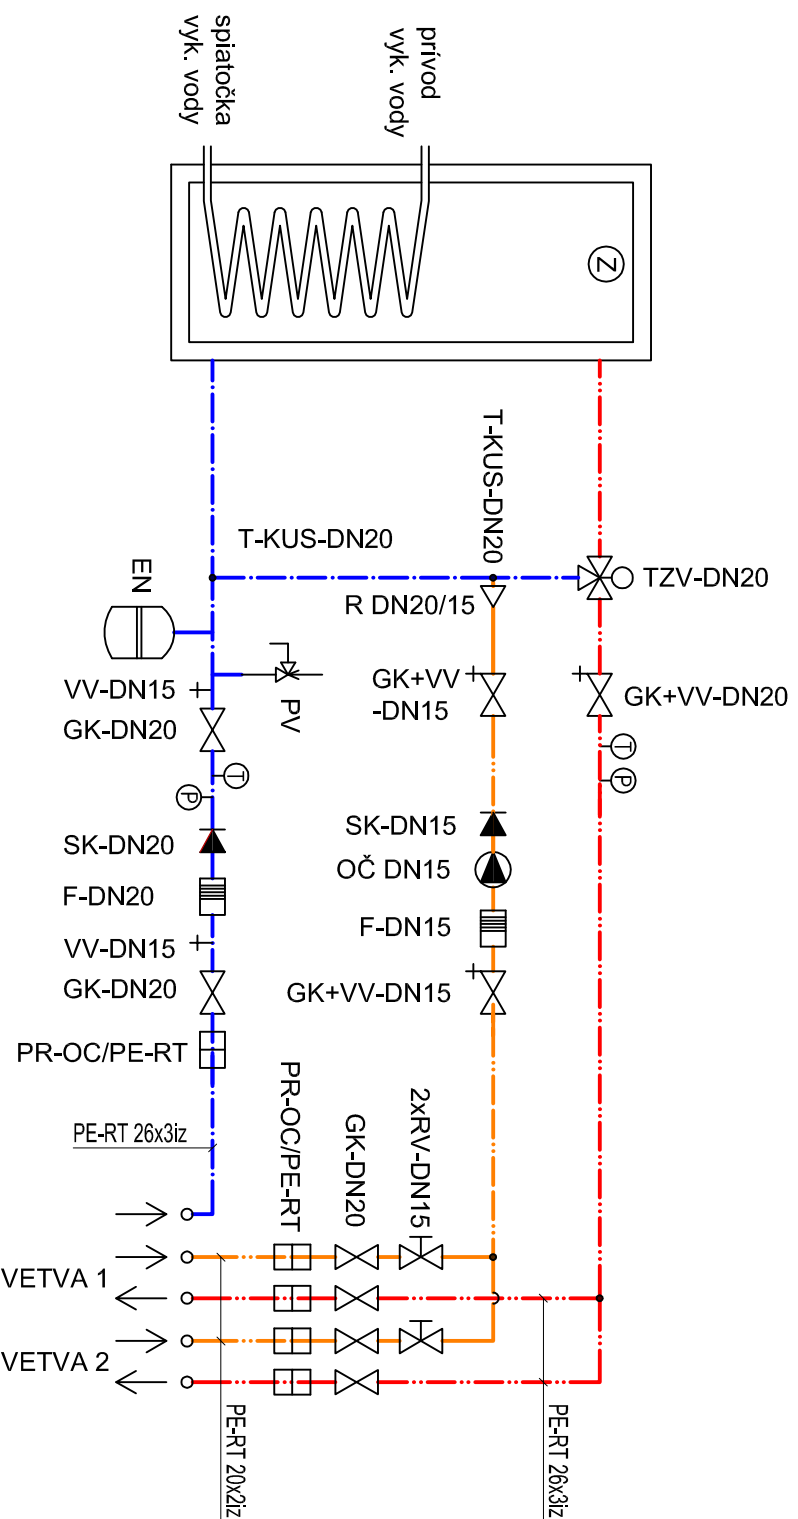 spiatočka
vyk. vody
prívod
vyk. vody
Z
T-KUS-DN20
T-KUS-DN20
TZV-DN20
EN
R DN20/15
VV-DN15
PV
GK+VV
-DN15
GK+VV-DN20
GK-DN20
T
T
P
P
SK-DN20
SK-DN15
OČ DN15
F-DN20
F-DN15
VV-DN15
GK-DN20
GK+VV-DN15
PR-OC/PE-RT
PE-RT 26x3iz
PR-OC/PE-RT
GK-DN20
2xRV-DN15
VETVA 1
VETVA 2
PE-RT 20x2iz
PE-RT 26x3iz